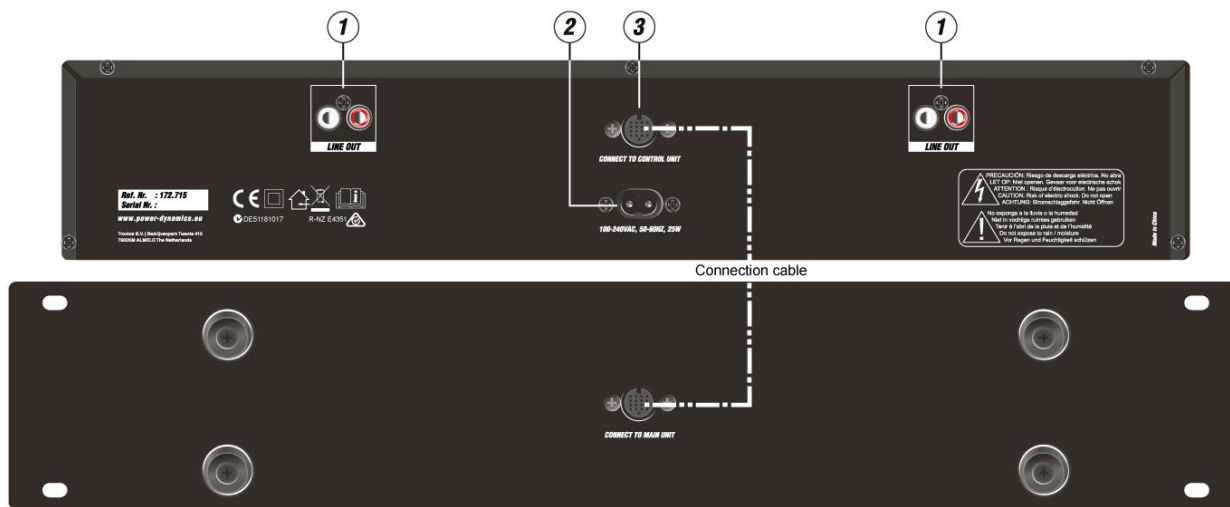 1 2 3 1
LINE OUT
CONNECT TO CONTROL UNIT
LINE OUT
Ref. Nr. : 172.715
Serial Nr. :
www.power-dynamics.eu
Tronios B.V. | Bedrijvenpark Twente 415
7602KM ALMELO The Netherlands
CE
DE51181017 R-NZ E4351
100-240VAC, 50-60HZ, 25W
PRECAUCIÓN: Riesgo de descarga eléctrica. No abra
LET OP: Niet openen. Gevaar voor electrische schok
ATTENTION : Risque d'électrocution. Ne pas ouvrir
CAUTION: Risk of electric shock. Do not open
ACHTUNG: Stromschlaggefahr. Nicht Öffnen
No exponga a la lluvia o la humedad
Niet in vochtige ruimtes gebruiken
Tenir à l'abri de la pluie et de l'humidité
Do not expose to rain / moisture
Vor Regen und Feuchtigkeit schützen
Made in China
Connection cable
CONNECT TO MAIN UNIT